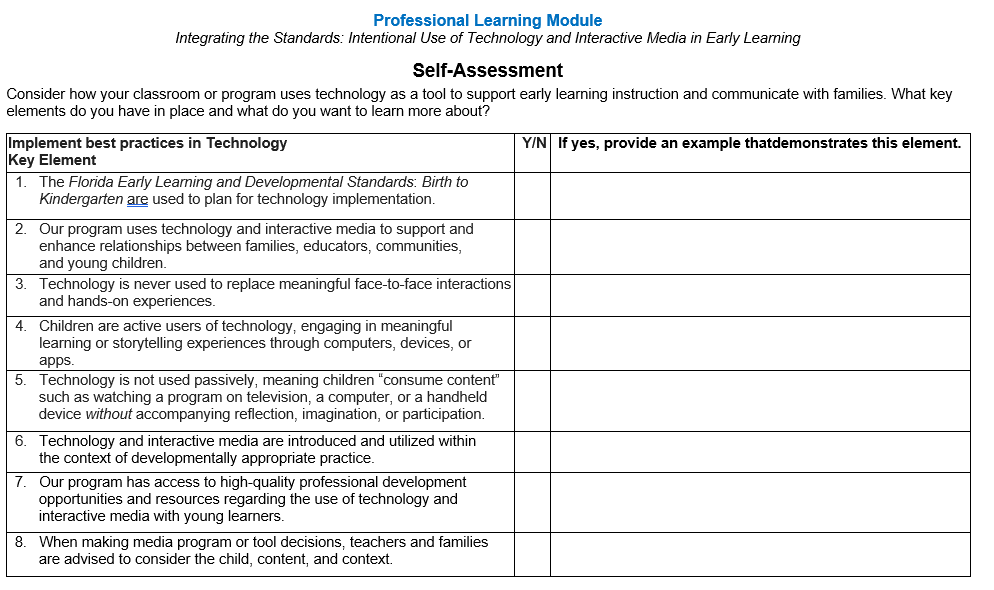 Professional Learning Module
Integrating the Standards: Intentional Use of Technology and Interactive Media in Early Learning
Self-Assessment
Consider how your classroom or program uses technology as a tool to support early learning instruction and communicate with families. What key
elements do you have in place and what do you want to learn more about?
Implement best practices in Technology
Key Element
Y/N
If yes, provide an example thatdemonstrates this element.
1. The Florida Early Learning and Developmental Standards: Birth to
Kindergarten are used to plan for technology implementation.
2. Our program uses technology and interactive media to support and
enhance relationships between families, educators, communities,
and young children.
3. Technology is never used to replace meaningful face-to-face interactions
and hands-on experiences.
4. Children are active users of technology, engaging in meaningful
learning or storytelling experiences through computers, devices, or
apps.
5. Technology is not used passively, meaning children “consume content”
such as watching a program on television, a computer, or a handheld
device without accompanying reflection, imagination, or participation.
6. Technology and interactive media are introduced and utilized within
the context of developmentally appropriate practice.
7. Our program has access to high-quality professional development
opportunities and resources regarding the use of technology and
interactive media with young learners.
8. When making media program or tool decisions, teachers and families
are advised to consider the child, content, and context.